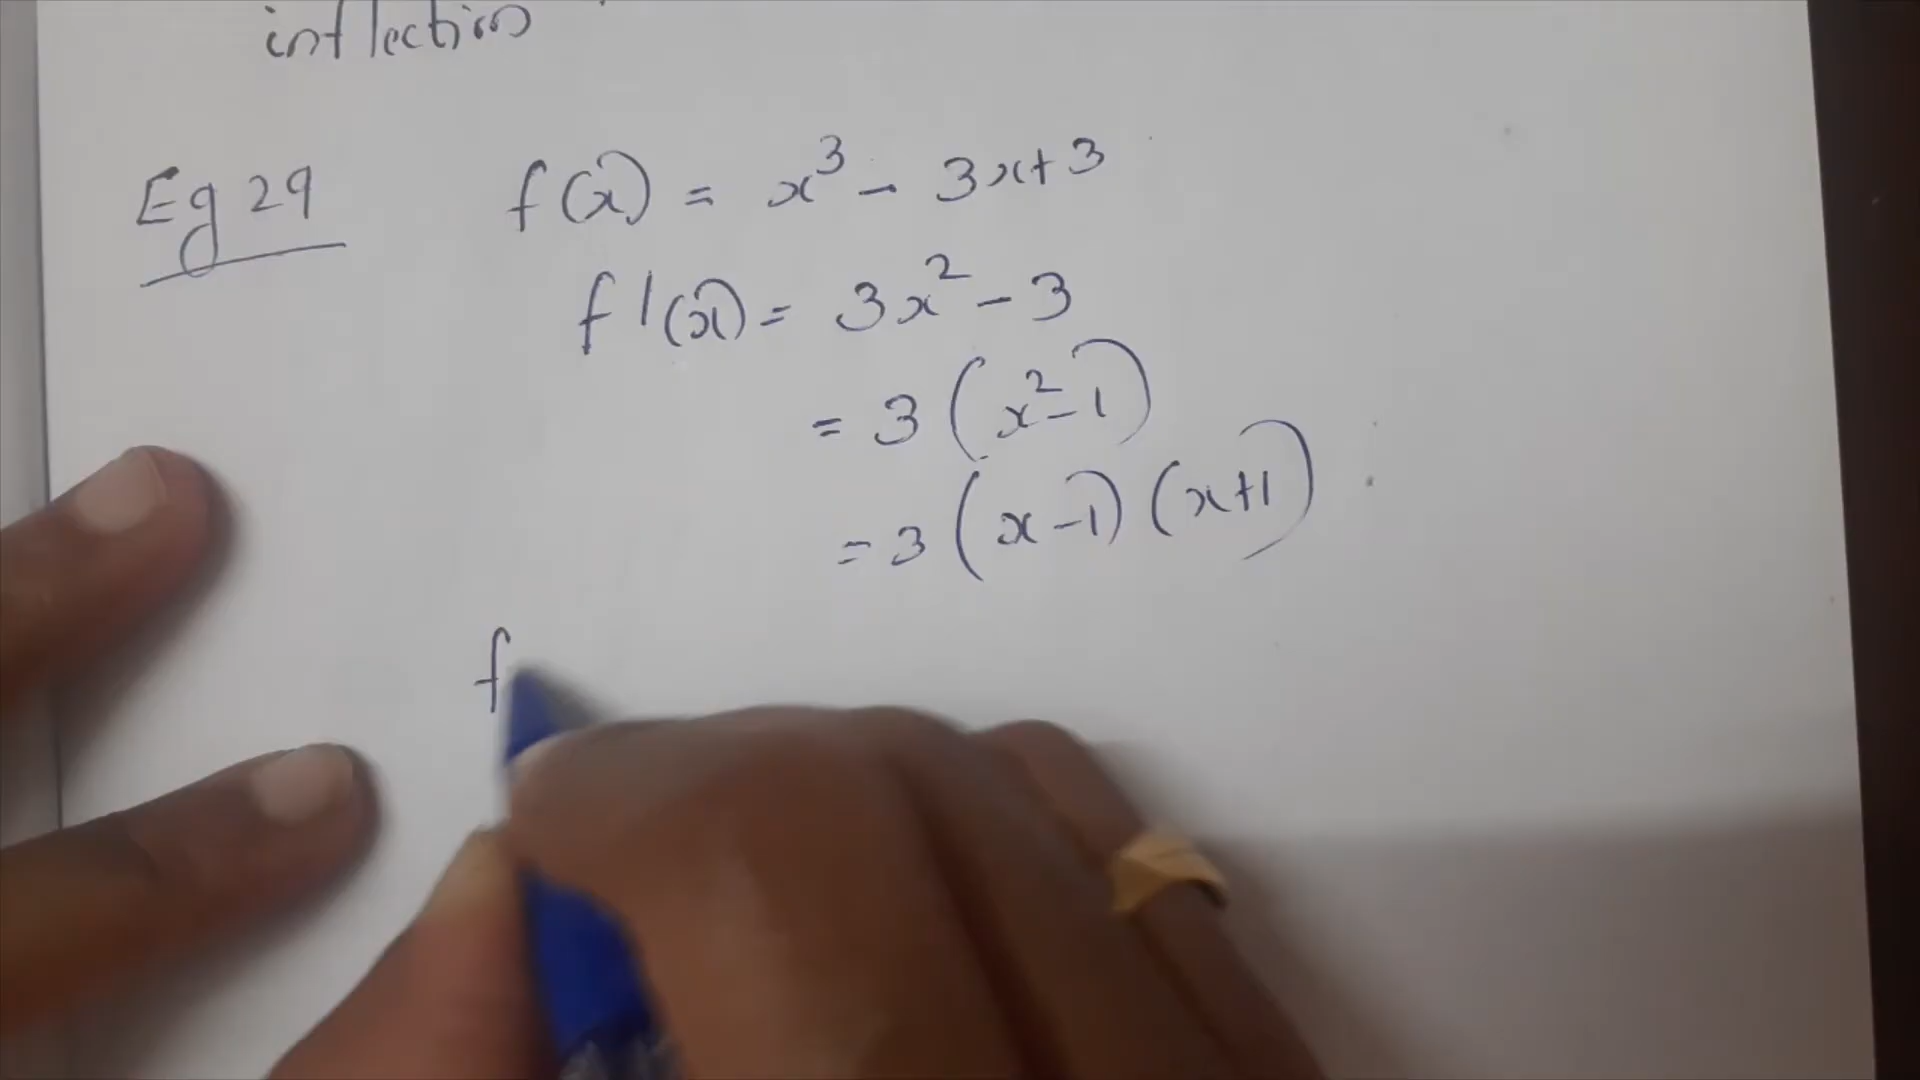 inflection
Eg 29 f(x) = x³ - 3x+3
f'(x) = 3x² - 3
= 3 (x²-1)
= 3 (x-1) (x+1)
f